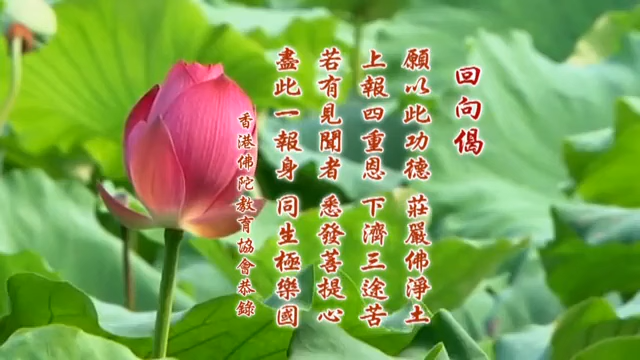 回向偈
願以此功德 莊嚴佛淨土
上報四重恩 下濟三途苦
若有見聞者 悉發菩提心
盡此一報身 同生極樂國
香港佛陀教育協會恭錄